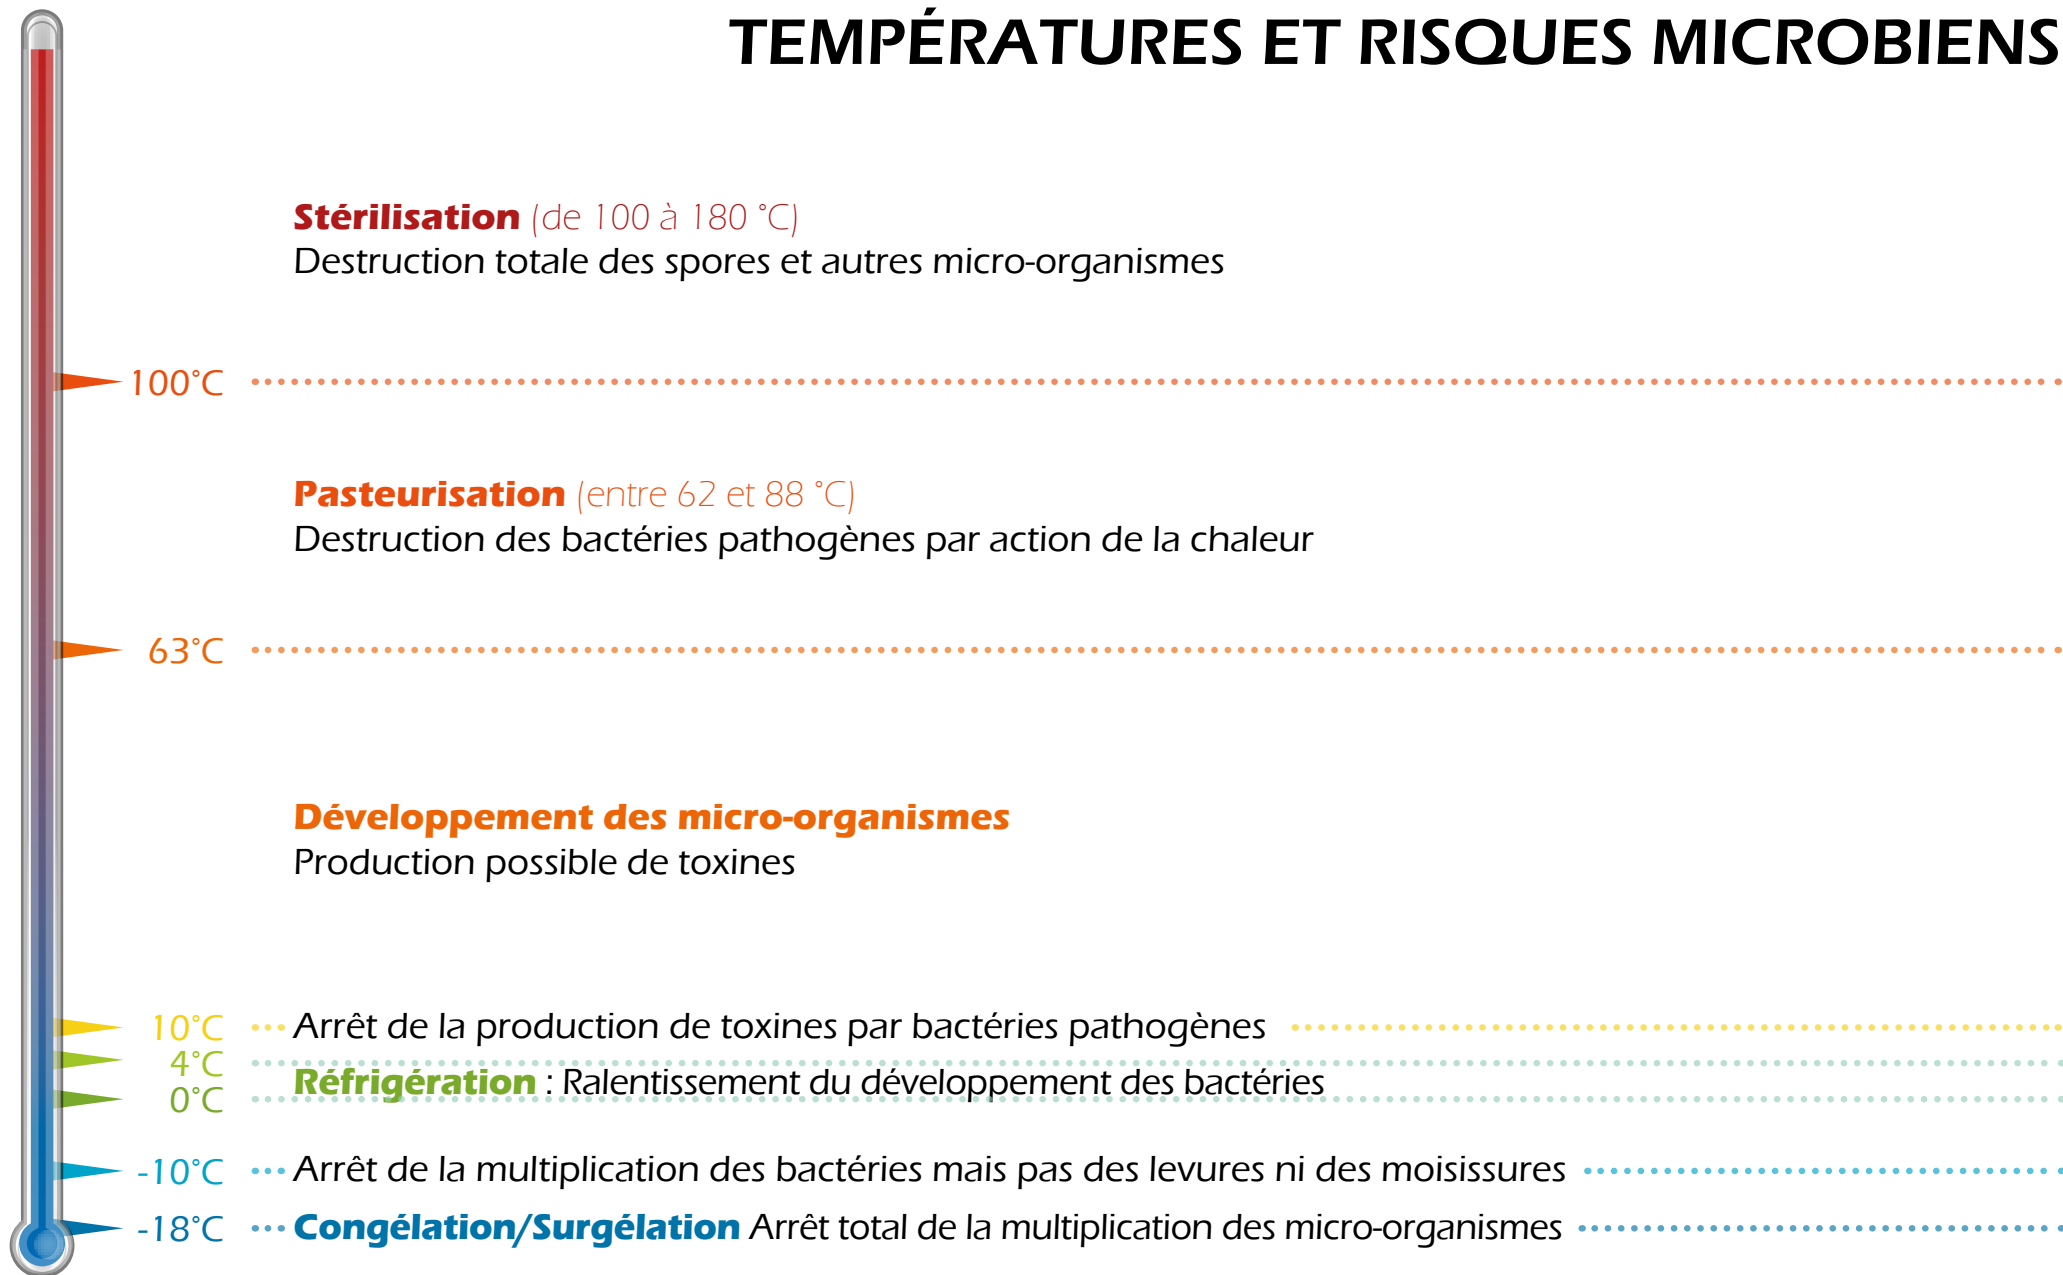 TEMPÉRATURES ET RISQUES MICROBIENS
Stérilisation (de 100 à 180 °C)
Destruction totale des spores et autres micro-organismes
100°C
Pasteurisation (entre 62 et 88 °C)
Destruction des bactéries pathogènes par action de la chaleur
63°C
Développement des micro-organismes
Production possible de toxines
10°C Arrêt de la production de toxines par bactéries pathogènes
4°C
Réfrigération : Ralentissement du développement des bactéries
0°C
-10°C Arrêt de la multiplication des bactéries mais pas des levures ni des moisissures
-18°C Congélation/Surgélation Arrêt total de la multiplication des micro-organismes